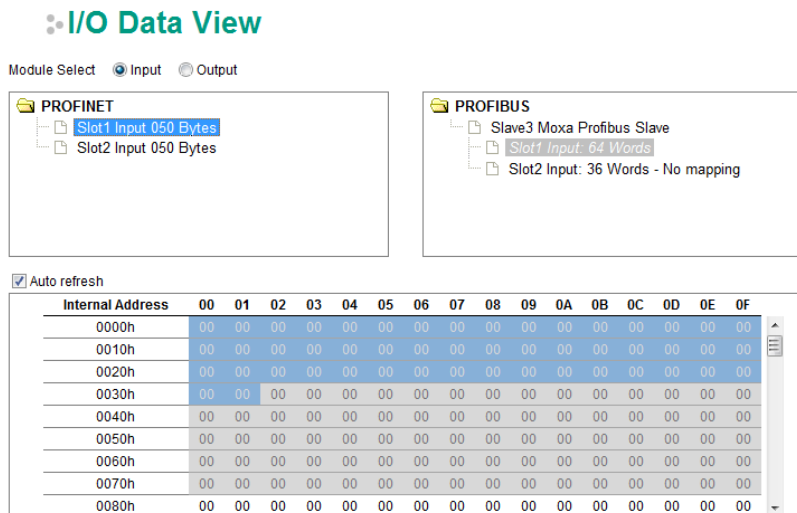 I/O Data View
Module Select Input Output
PROFINET
Slot1 Input 050 Bytes
Slot2 Input 050 Bytes
PROFIBUS
Slave3 Moxa Profibus Slave
Slot1 Input: 64 Words
Slot2 Input: 36 Words - No mapping
Auto refresh
Internal Address 00 01 02 03 04 05 06 07 08 09 0A 0B 0C 0D 0E 0F
0000h 00 00 00 00 00 00 00 00 00 00 00 00 00 00 00 00
0010h 00 00 00 00 00 00 00 00 00 00 00 00 00 00 00 00
0020h 00 00 00 00 00 00 00 00 00 00 00 00 00 00 00 00
0030h 00 00 00 00 00 00 00 00 00 00 00 00 00 00 00 00
0040h 00 00 00 00 00 00 00 00 00 00 00 00 00 00 00 00
0050h 00 00 00 00 00 00 00 00 00 00 00 00 00 00 00 00
0060h 00 00 00 00 00 00 00 00 00 00 00 00 00 00 00 00
0070h 00 00 00 00 00 00 00 00 00 00 00 00 00 00 00 00
0080h 00 00 00 00 00 00 00 00 00 00 00 00 00 00 00 00